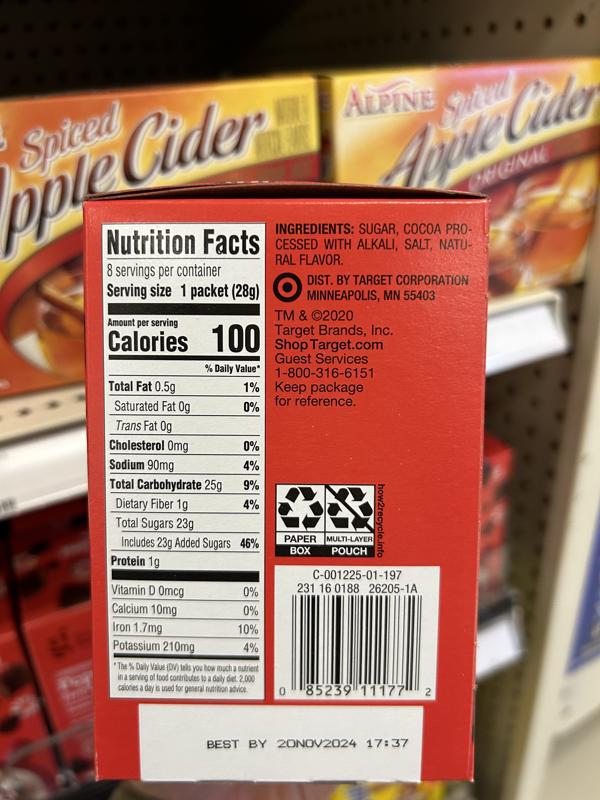 Spiced
Apple Cider
ALPINE
Spiced
Apple Cider
ORIGINAL
Nutrition Facts
8 servings per container
Serving size 1 packet (28g)
Amount per serving
Calories 100
% Daily Value*
Total Fat 0.5g 1%
Saturated Fat 0g 0%
Trans Fat 0g
Cholesterol 0mg 0%
Sodium 90mg 4%
Total Carbohydrate 25g 9%
Dietary Fiber 1g 4%
Total Sugars 23g
Includes 23g Added Sugars 46%
Protein 1g
Vitamin D 0mcg 0%
Calcium 10mg 0%
Iron 1.7mg 10%
Potassium 210mg 4%
* The % Daily Value (DV) tells you how much a nutrient
in a serving of food contributes to a daily diet. 2,000
calories a day is used for general nutrition advice.
INGREDIENTS: SUGAR, COCOA PRO-
CESSED WITH ALKALI, SALT, NATU-
RAL FLAVOR.
DIST. BY TARGET CORPORATION
MINNEAPOLIS, MN 55403
TM & ©2020
Target Brands, Inc.
ShopTarget.com
Guest Services
1-800-316-6151
Keep package
for reference.
PAPER
BOX
MULTI-LAYER
POUCH
how2recycle.info
C-001225-01-197
231 16 0188 26205-1A
0 85239 11177 2
BEST BY 20NOV2024 17:37